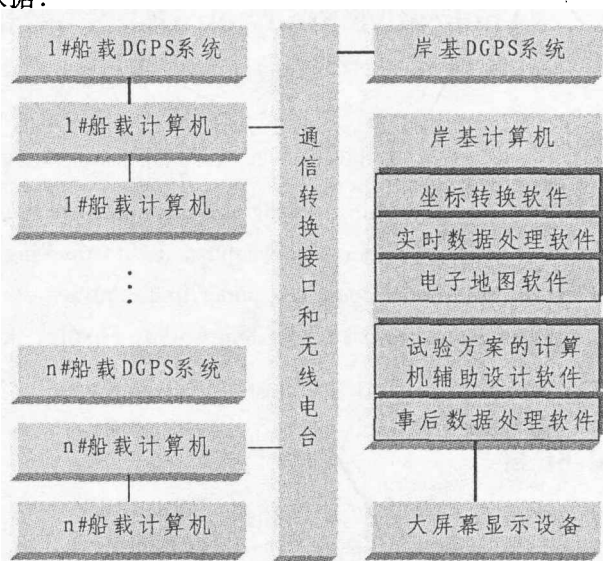 据:
1#船载DGPS系统
1#船载计算机
1#船载计算机
n#船载DGPS系统
n#船载计算机
n#船载计算机
通信转换接口和无线电台
岸基DGPS系统
岸基计算机
坐标转换软件
实时数据处理软件
电子地图软件
试验方案的计算
机辅助设计软件
事后数据处理软件
大屏幕显示设备